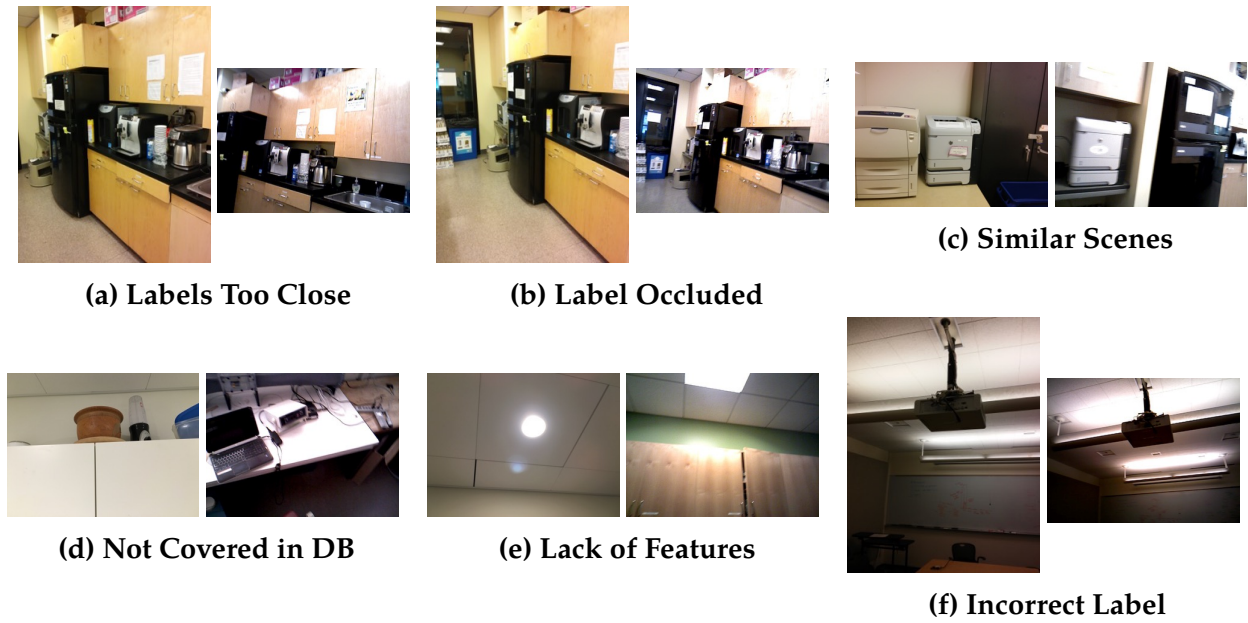 (a) Labels Too Close
(b) Label Occluded
(c) Similar Scenes
(d) Not Covered in DB
(e) Lack of Features
(f) Incorrect Label